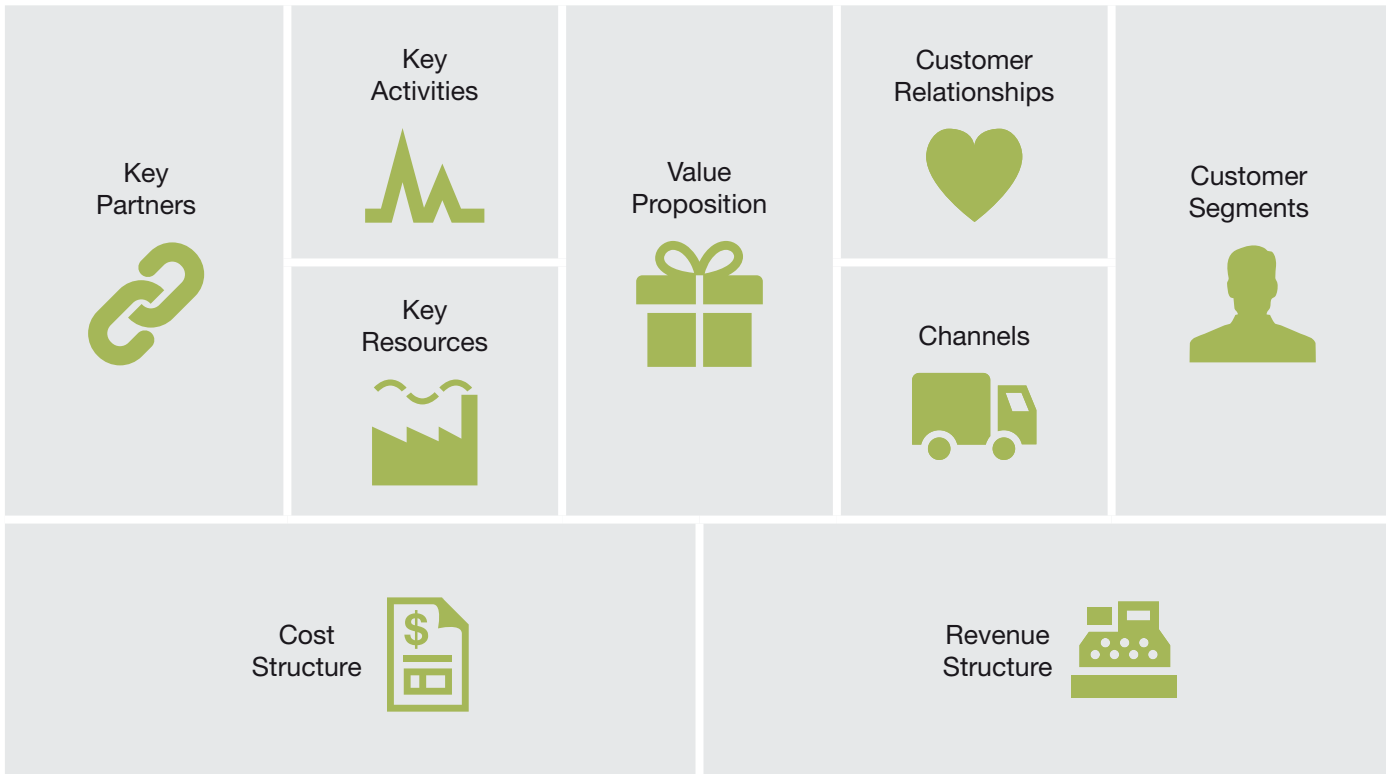 Key
Partners
Key
Activities
Key
Resources
Value
Proposition
Customer
Relationships
Channels
Customer
Segments
Cost
Structure
$
Revenue
Structure